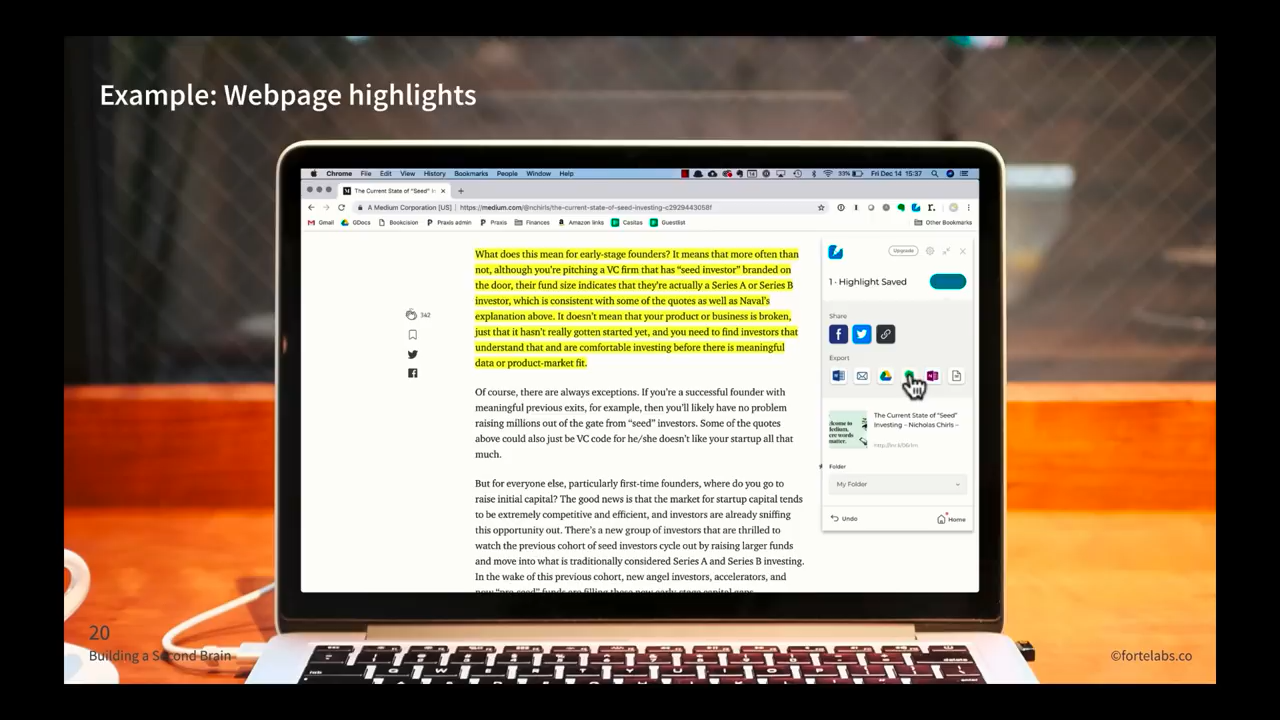 Example: Webpage highlights
Chrome File Edit View History Bookmarks People Window Help
33% Fri Dec 14 15:37
The Current State of "Seed" I
A Medium Corporation [US] | https://medium.com/@nchirls/the-current-state-of-seed-investing-c2929443058f
Gmail GDocs Bookcision Praxis admin Praxis Finances Amazon links Casitas Guestlist Other Bookmarks
What does this mean for early-stage founders? It means that more often than
not, although you're pitching a VC firm that has “seed investor” branded on
the door, their fund size indicates that they're actually a Series A or Series B
investor, which is consistent with some of the quotes as well as Naval's
explanation above. It doesn't mean that your product or business is broken,
just that it hasn't really gotten started yet, and you need to find investors that
understand that and are comfortable investing before there is meaningful
data or product-market fit.
342
Of course, there are always exceptions. If you're a successful founder with
meaningful previous exits, for example, then you'll likely have no problem
raising millions out of the gate from “seed” investors. Some of the quotes
above could also just be VC code for he/she doesn't like your startup all that
much.
But for everyone else, particularly first-time founders, where do you go to
raise initial capital? The good news is that the market for startup capital tends
to be extremely competitive and efficient, and investors are already sniffing
this opportunity out. There's a new group of investors that are thrilled to
watch the previous cohort of seed investors cycle out by raising larger funds
and move into what is traditionally considered Series A and Series B investing.
In the wake of this previous cohort, new angel investors, accelerators, and
new “pre-seed” funds are filling these new early-stage capital gaps.
Upgrade
1 · Highlight Saved
Share
Export
The Current State of “Seed”
Investing – Nicholas Chirls –
Folder
My Folder
Undo Home
20
Building a Second Brain
©fortelabs.co